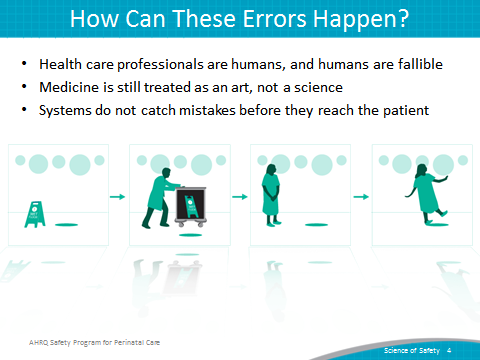 How Can These Errors Happen?
• Health care professionals are humans, and humans are fallible
• Medicine is still treated as an art, not a science
• Systems do not catch mistakes before they reach the patient
AHRQ Safety Program for Perinatal Care
Science of Safety 4